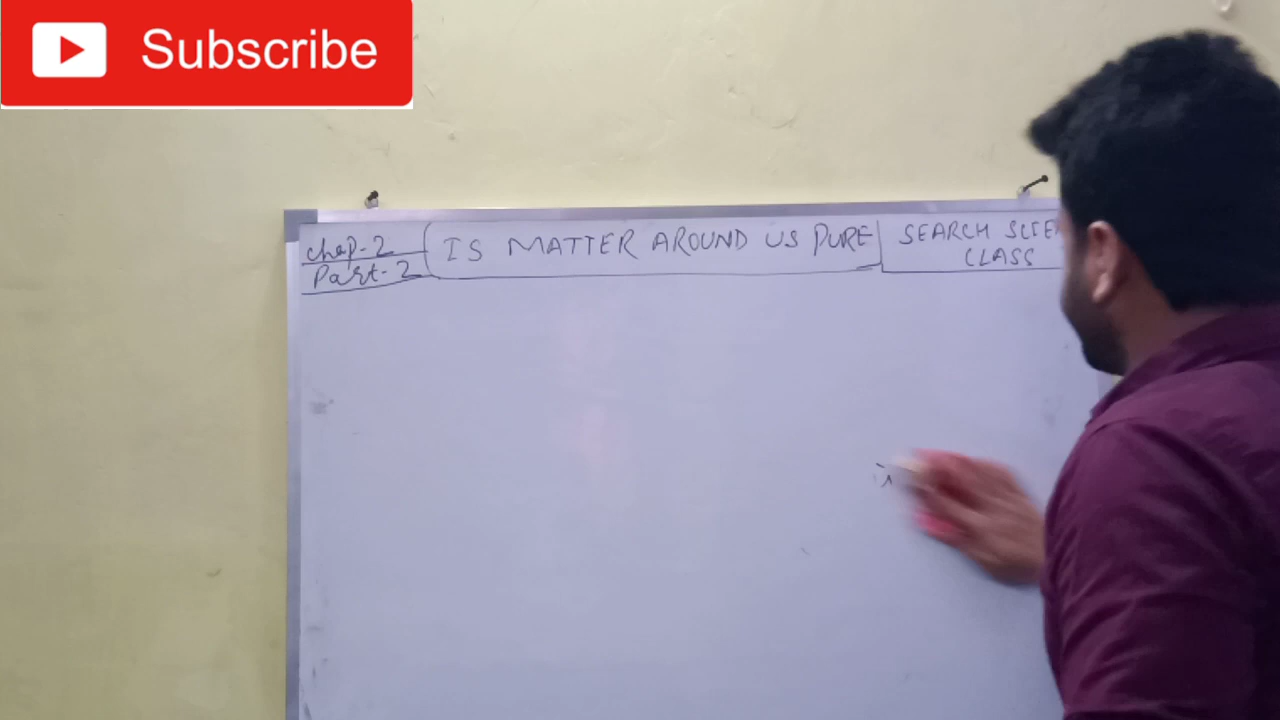 Subscribe
Chap-2
Part-2
IS MATTER AROUND US PURE
SEARCH
CLASS